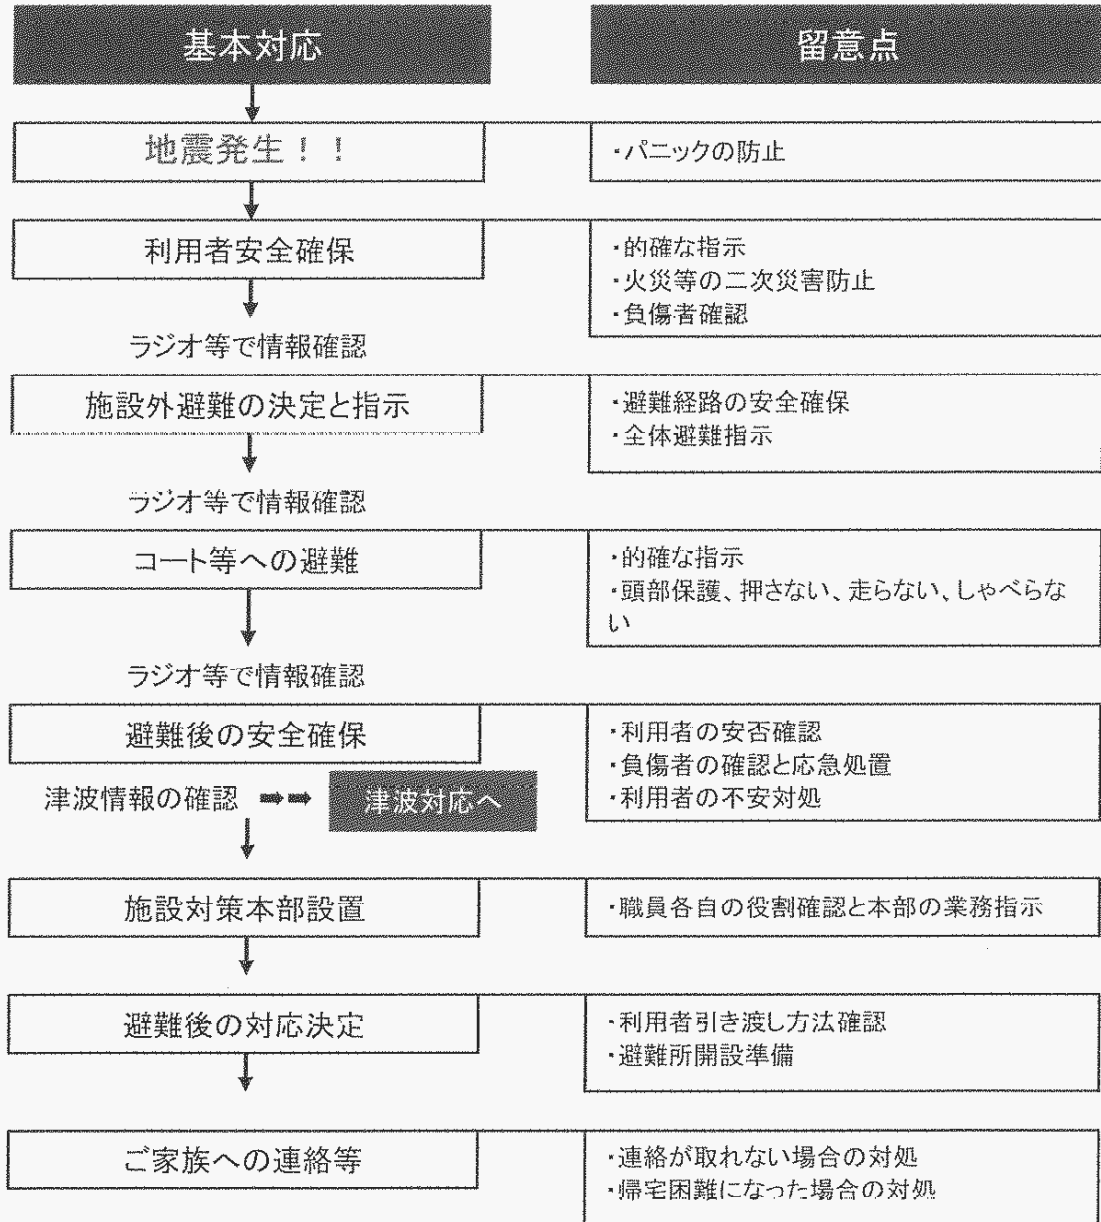 基本対応
留意点
地震発生！！
・パニックの防止
利用者安全確保
・的確な指示
・火災等の二次災害防止
・負傷者確認
ラジオ等で情報確認
施設外避難の決定と指示
・避難経路の安全確保
・全体避難指示
ラジオ等で情報確認
コート等への避難
・的確な指示
・頭部保護、押さない、走らない、しゃべらな
い
ラジオ等で情報確認
避難後の安全確保
・利用者の安否確認
・負傷者の確認と応急処置
・利用者の不安対処
津波情報の確認 ➡➡ 津波対応へ
施設対策本部設置
・職員各自の役割確認と本部の業務指示
避難後の対応決定
・利用者引き渡し方法確認
・避難所開設準備
ご家族への連絡等
・連絡が取れない場合の対処
・帰宅困難になった場合の対処